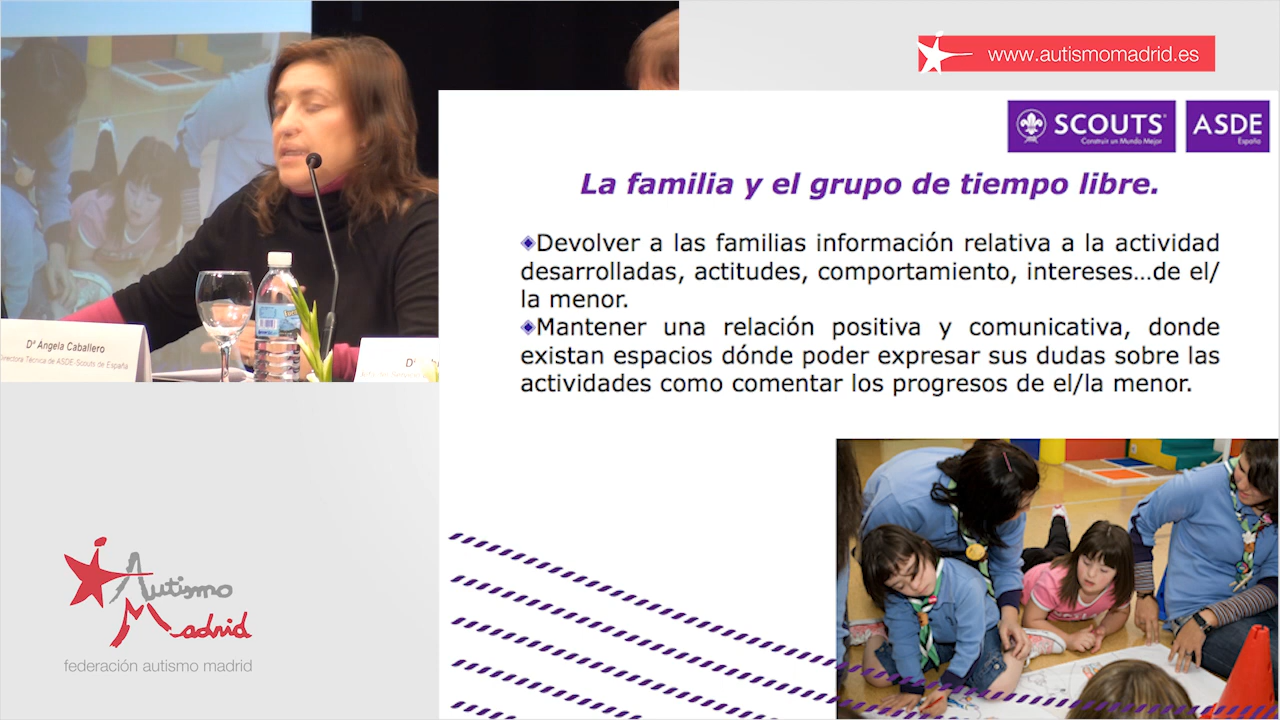 www.autismomadrid.es
SCOUTS
Construir un Mundo Mejor
ASDE
España
La familia y el grupo de tiempo libre.
Devolver a las familias información relativa a la actividad
desarrolladas, actitudes, comportamiento, intereses…de el/
la menor.
Mantener una relación positiva y comunicativa, donde
existan espacios dónde poder expresar sus dudas sobre las
actividades como comentar los progresos de el/la menor.
Dª Angela Caballero
Directora Técnica de ASDE-Scouts de España
Autismo
Madrid
federación autismo madrid